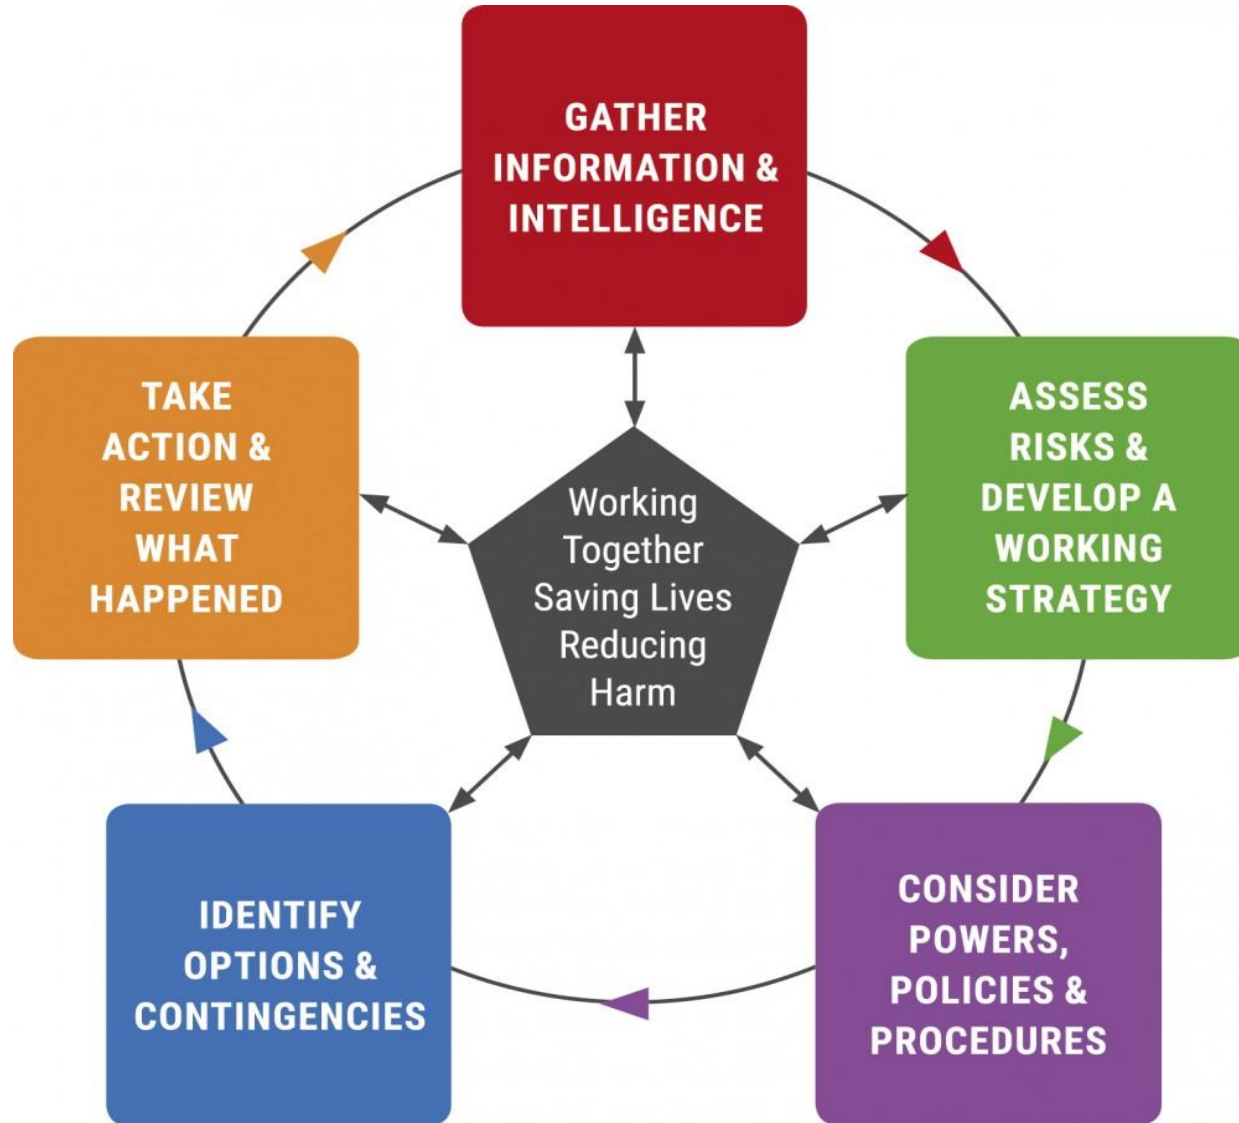 GATHER
INFORMATION &
INTELLIGENCE
ASSESS
RISKS &
DEVELOP A
WORKING
STRATEGY
CONSIDER
POWERS,
POLICIES &
PROCEDURES
IDENTIFY
OPTIONS &
CONTINGENCIES
TAKE
ACTION &
REVIEW
WHAT
HAPPENED
Working
Together
Saving Lives
Reducing
Harm